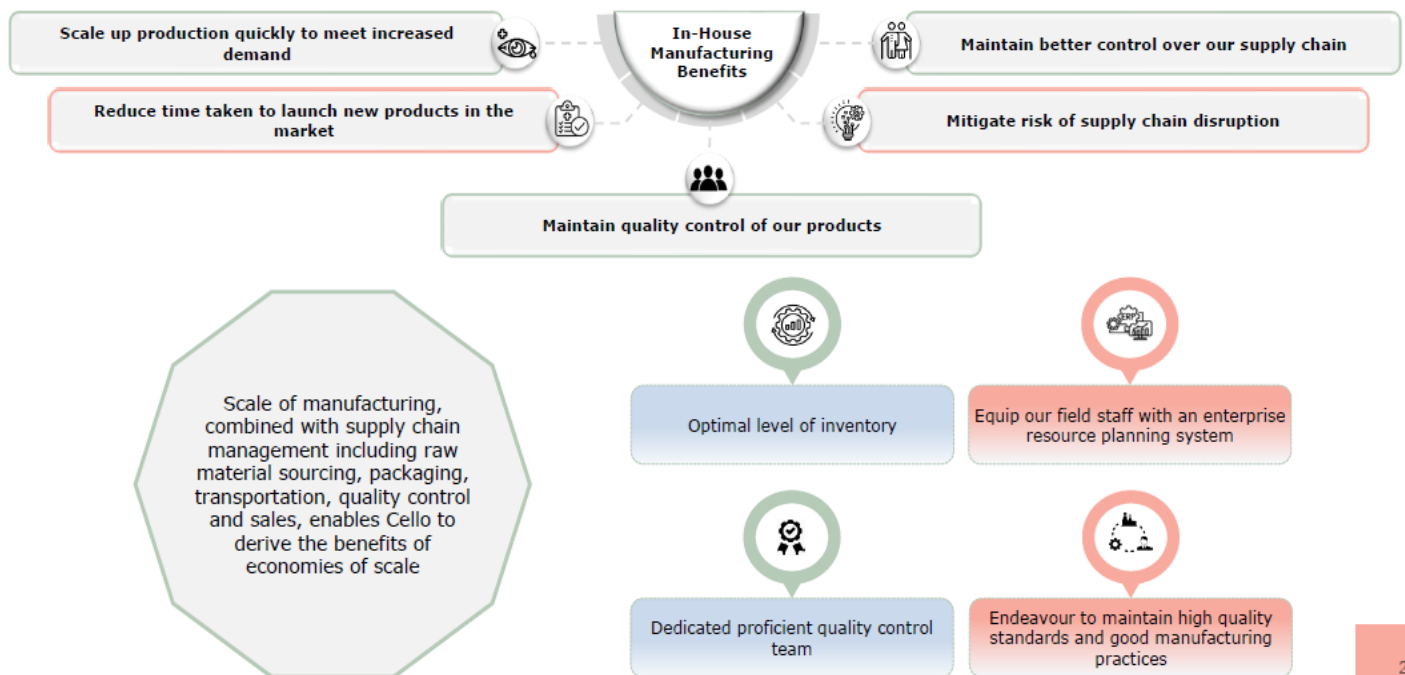 Scale up production quickly to meet increased
demand
In-House
Manufacturing
Benefits
Maintain better control over our supply chain
Reduce time taken to launch new products in the
market
Mitigate risk of supply chain disruption
Maintain quality control of our products
Scale of manufacturing,
combined with supply chain
management including raw
material sourcing, packaging,
transportation, quality control
and sales, enables Cello to
derive the benefits of
economies of scale
ERP
Optimal level of inventory
Equip our field staff with an enterprise
resource planning system
Dedicated proficient quality control
team
Endeavour to maintain high quality
standards and good manufacturing
practices